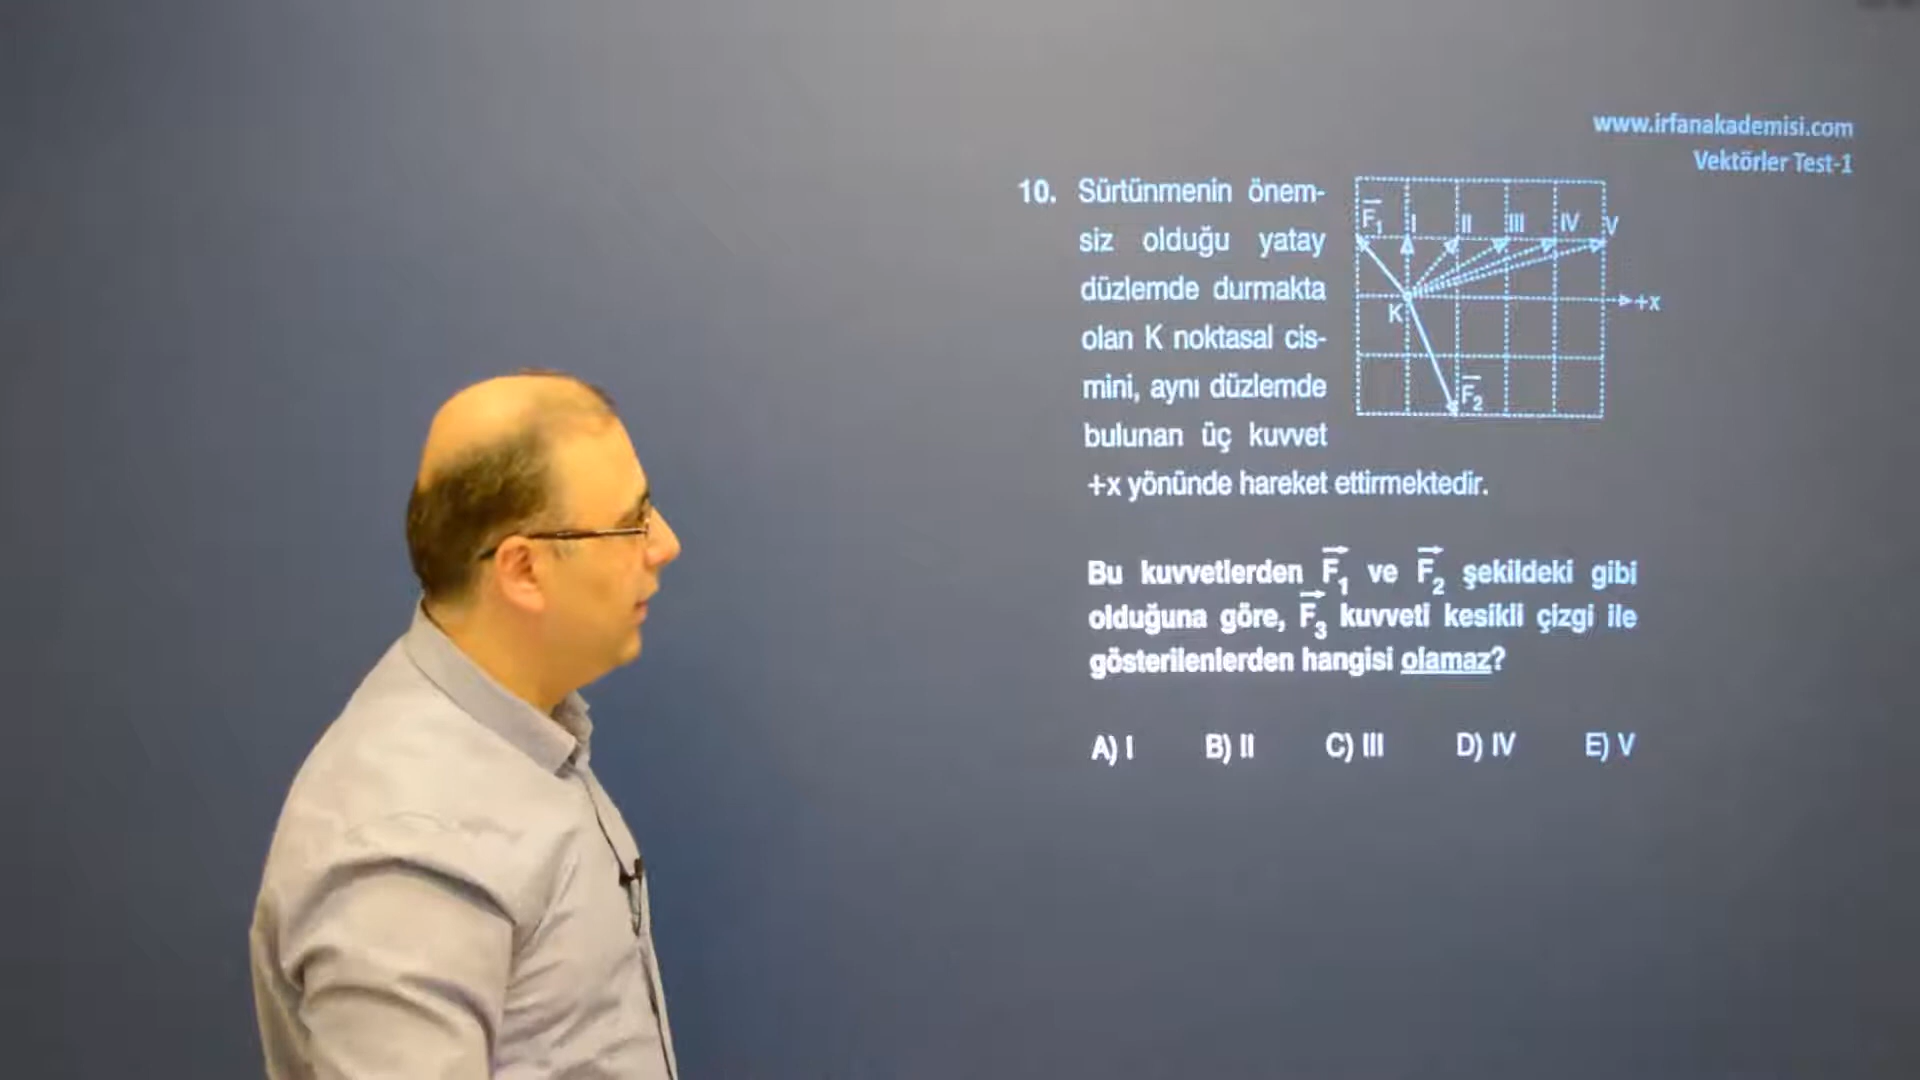 www.irfanakademisi.com
Vektörler Test-1
10. Sürtünmenin önem-
siz olduğu yatay
düzlemde durmakta
olan K noktasal cis-
mini, aynı düzlemde
bulunan üç kuvvet
+x yönünde hareket ettirmektedir.
F₁ I II III IV V
K
+x
F₂
Bu kuvvetlerden F₁ ve F₂ şekildeki gibi
olduğuna göre, F₃ kuvveti kesikli çizgi ile
gösterilenlerden hangisi olamaz?
A) I B) II C) III D) IV E) V